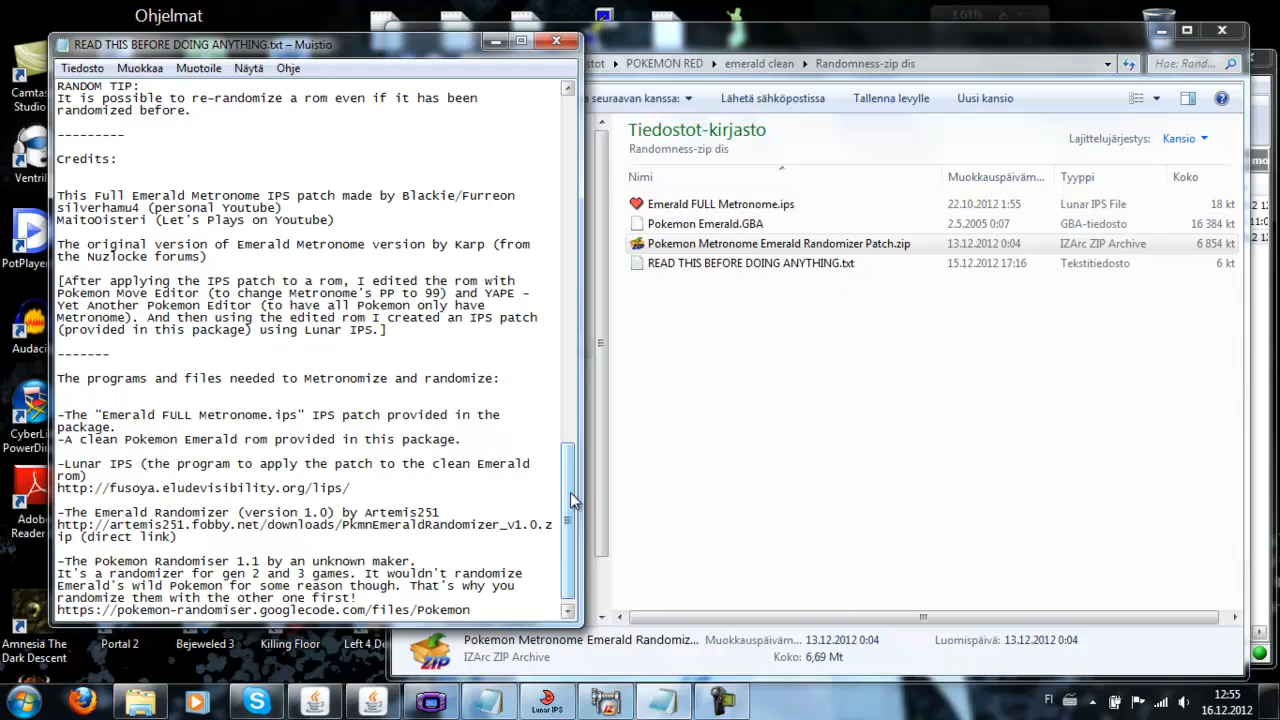 Ohjelmat
16th
READ THIS BEFORE DOING ANYTHING.txt – Muistio
Tiedosto Muokkaa Muotoile Näytä Ohje
RANDOM TIP:
It is possible to re-randomize a rom even if it has been
randomized before.
---------
Credits:
This Full Emerald Metronome IPS patch made by Blackie/Furreon
silverhamu4 (personal Youtube)
MaitoOisteri (Let's Plays on Youtube)
The original version of Emerald Metronome version by Karp (from
the Nuzlocke forums)
[After applying the IPS patch to a rom, I edited the rom with
Pokemon Move Editor (to change Metronome's PP to 99) and YAPE -
Yet Another Pokemon Editor (to have all Pokemon only have
Metronome). And then using the edited rom I created an IPS patch
(provided in this package) using Lunar IPS.]
-------
The programs and files needed to Metronomize and randomize:
-The "Emerald FULL Metronome.ips" IPS patch provided in the
package.
-A clean Pokemon Emerald rom provided in this package.
-Lunar IPS (the program to apply the patch to the clean Emerald
rom)
http://fusoya.eludevisibility.org/lips/
-The Emerald Randomizer (version 1.0) by Artemis251
http://artemis251.fobby.net/downloads/PkmnEmeraldRandomizer_v1.0.z
ip (direct link)
-The Pokemon Randomiser 1.1 by an unknown maker.
It's a randomizer for gen 2 and 3 games. It wouldn't randomize
Emerald's wild Pokemon for some reason though. That's why you
randomize them with the other one first!
https://pokemon-randomiser.googlecode.com/files/Pokemon
POKEMON RED emerald clean Randomness-zip dis
Hae: Rand...
seuraavan kanssa: Lähetä sähköpostissa Tallenna levylle Uusi kansio
Tiedostot-kirjasto
Randomness-zip dis
Lajittelujärjestys: Kansio
Nimi Muokkauspäiväm... Tyyppi Koko
Emerald FULL Metronome.ips 22.10.2012 1:55 Lunar IPS File 18 kt
Pokemon Emerald.GBA 2.5.2005 0:07 GBA-tiedosto 16 384 kt
Pokemon Metronome Emerald Randomizer Patch.zip 13.12.2012 0:04 IZArc ZIP Archive 6 854 kt
READ THIS BEFORE DOING ANYTHING.txt 15.12.2012 17:16 Tekstitiedosto 6 kt
Pokemon Metronome Emerald Randomiz... Muokkauspäiväm...: 13.12.2012 0:04 Luomispäivä: 13.12.2012 0:04
IZArc ZIP Archive Koko: 6,69 Mt
ZIP
Camtas
Studio
Ventril
PotPlayer
Audac
CyberLi
PowerDi
Adob
Reader
Amnesia The
Dark Descent
Portal 2
Bejeweled 3
Killing Floor
Left 4 De
Lunar IPS
FI
12:55
16.12.2012